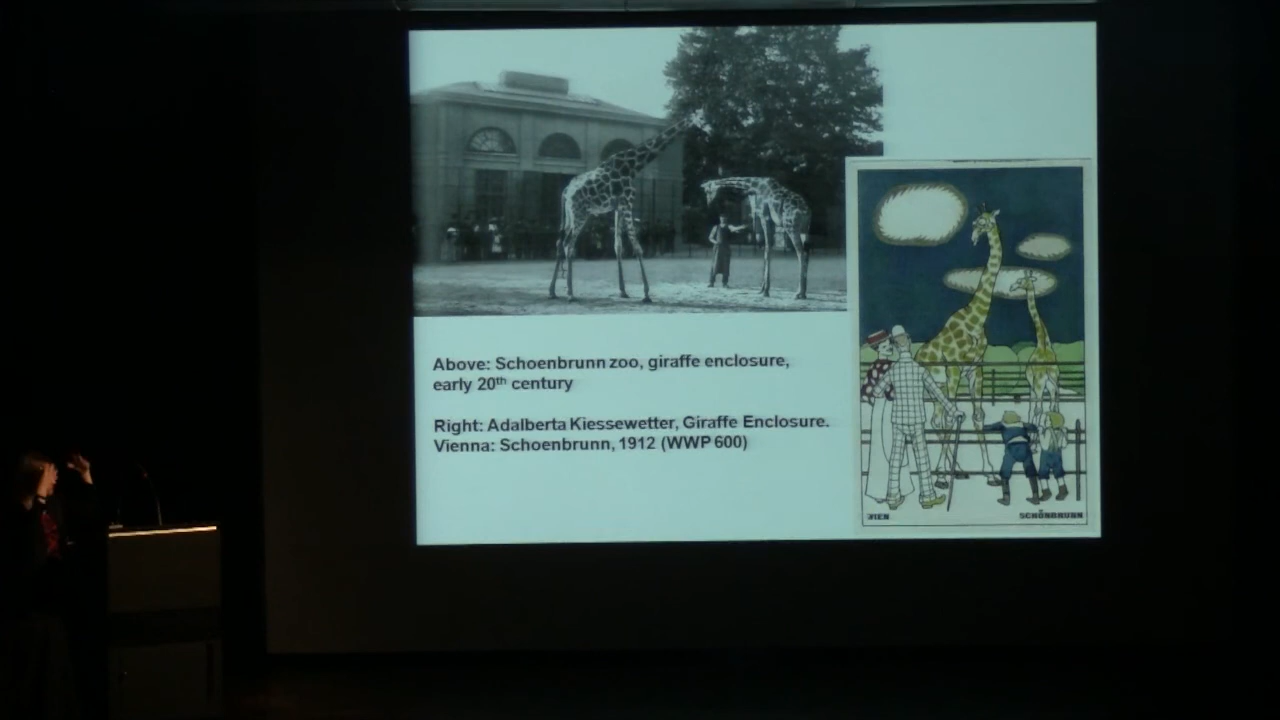 Above: Schoenbrunn zoo, giraffe enclosure,
early 20th century
Right: Adalberta Kiessewetter, Giraffe Enclosure.
Vienna: Schoenbrunn, 1912 (WWP 600)
WIEN
SCHÖNBRUNN